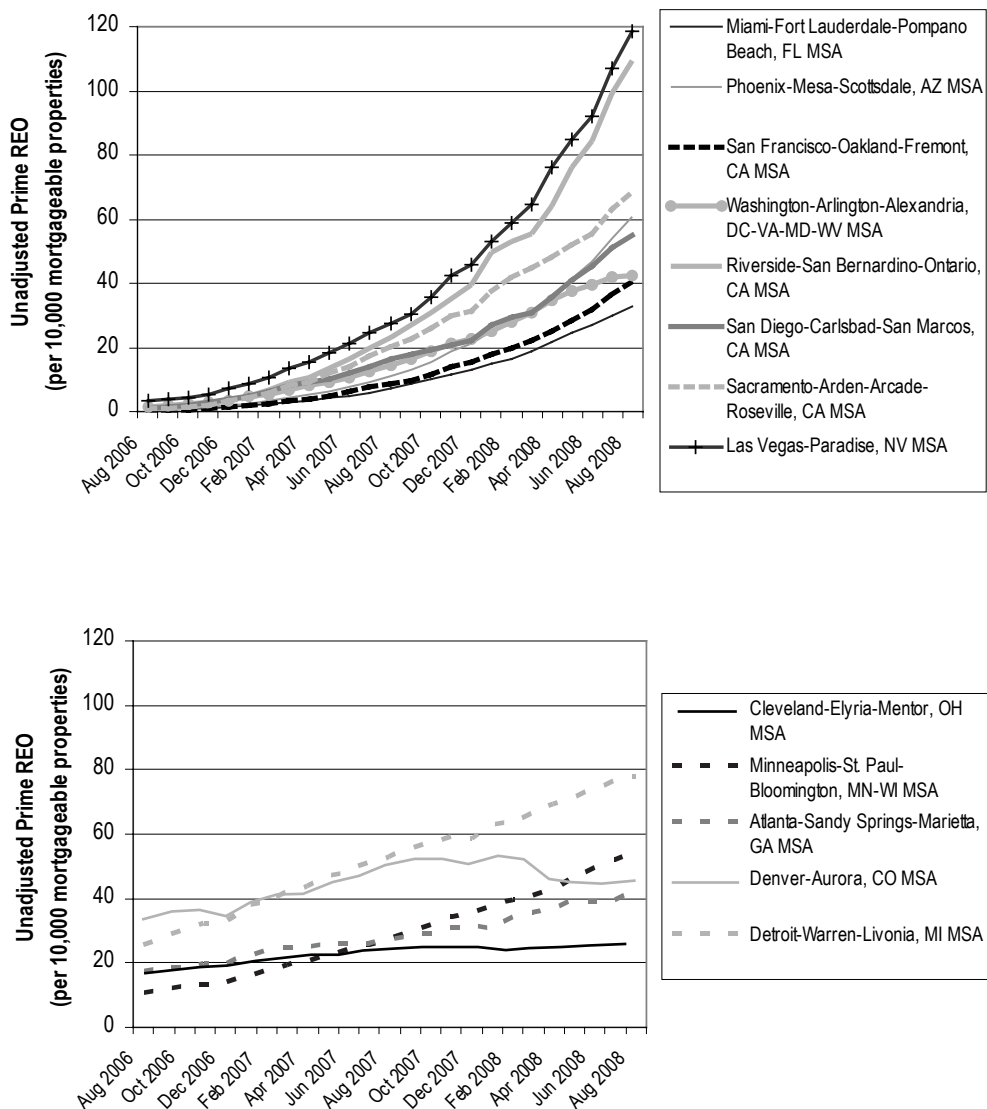 Unadjusted Prime REO
(per 10,000 mortgageable properties)
120
100
80
60
40
20
0
Aug 2006
Oct 2006
Dec 2006
Feb 2007
Apr 2007
Jun 2007
Aug 2007
Oct 2007
Dec 2007
Feb 2008
Apr 2008
Jun 2008
Aug 2008
Miami-Fort Lauderdale-Pompano
Beach, FL MSA
Phoenix-Mesa-Scottsdale, AZ MSA
San Francisco-Oakland-Fremont,
CA MSA
Washington-Arlington-Alexandria,
DC-VA-MD-WV MSA
Riverside-San Bernardino-Ontario,
CA MSA
San Diego-Carlsbad-San Marcos,
CA MSA
Sacramento-Arden-Arcade-
Roseville, CA MSA
Las Vegas-Paradise, NV MSA
Unadjusted Prime REO
(per 10,000 mortgageable properties)
120
100
80
60
40
20
0
Aug 2006
Oct 2006
Dec 2006
Feb 2007
Apr 2007
Jun 2007
Aug 2007
Oct 2007
Dec 2007
Feb 2008
Apr 2008
Jun 2008
Aug 2008
Cleveland-Elyria-Mentor, OH
MSA
Minneapolis-St. Paul-
Bloomington, MN-WI MSA
Atlanta-Sandy Springs-Marietta,
GA MSA
Denver-Aurora, CO MSA
Detroit-Warren-Livonia, MI MSA